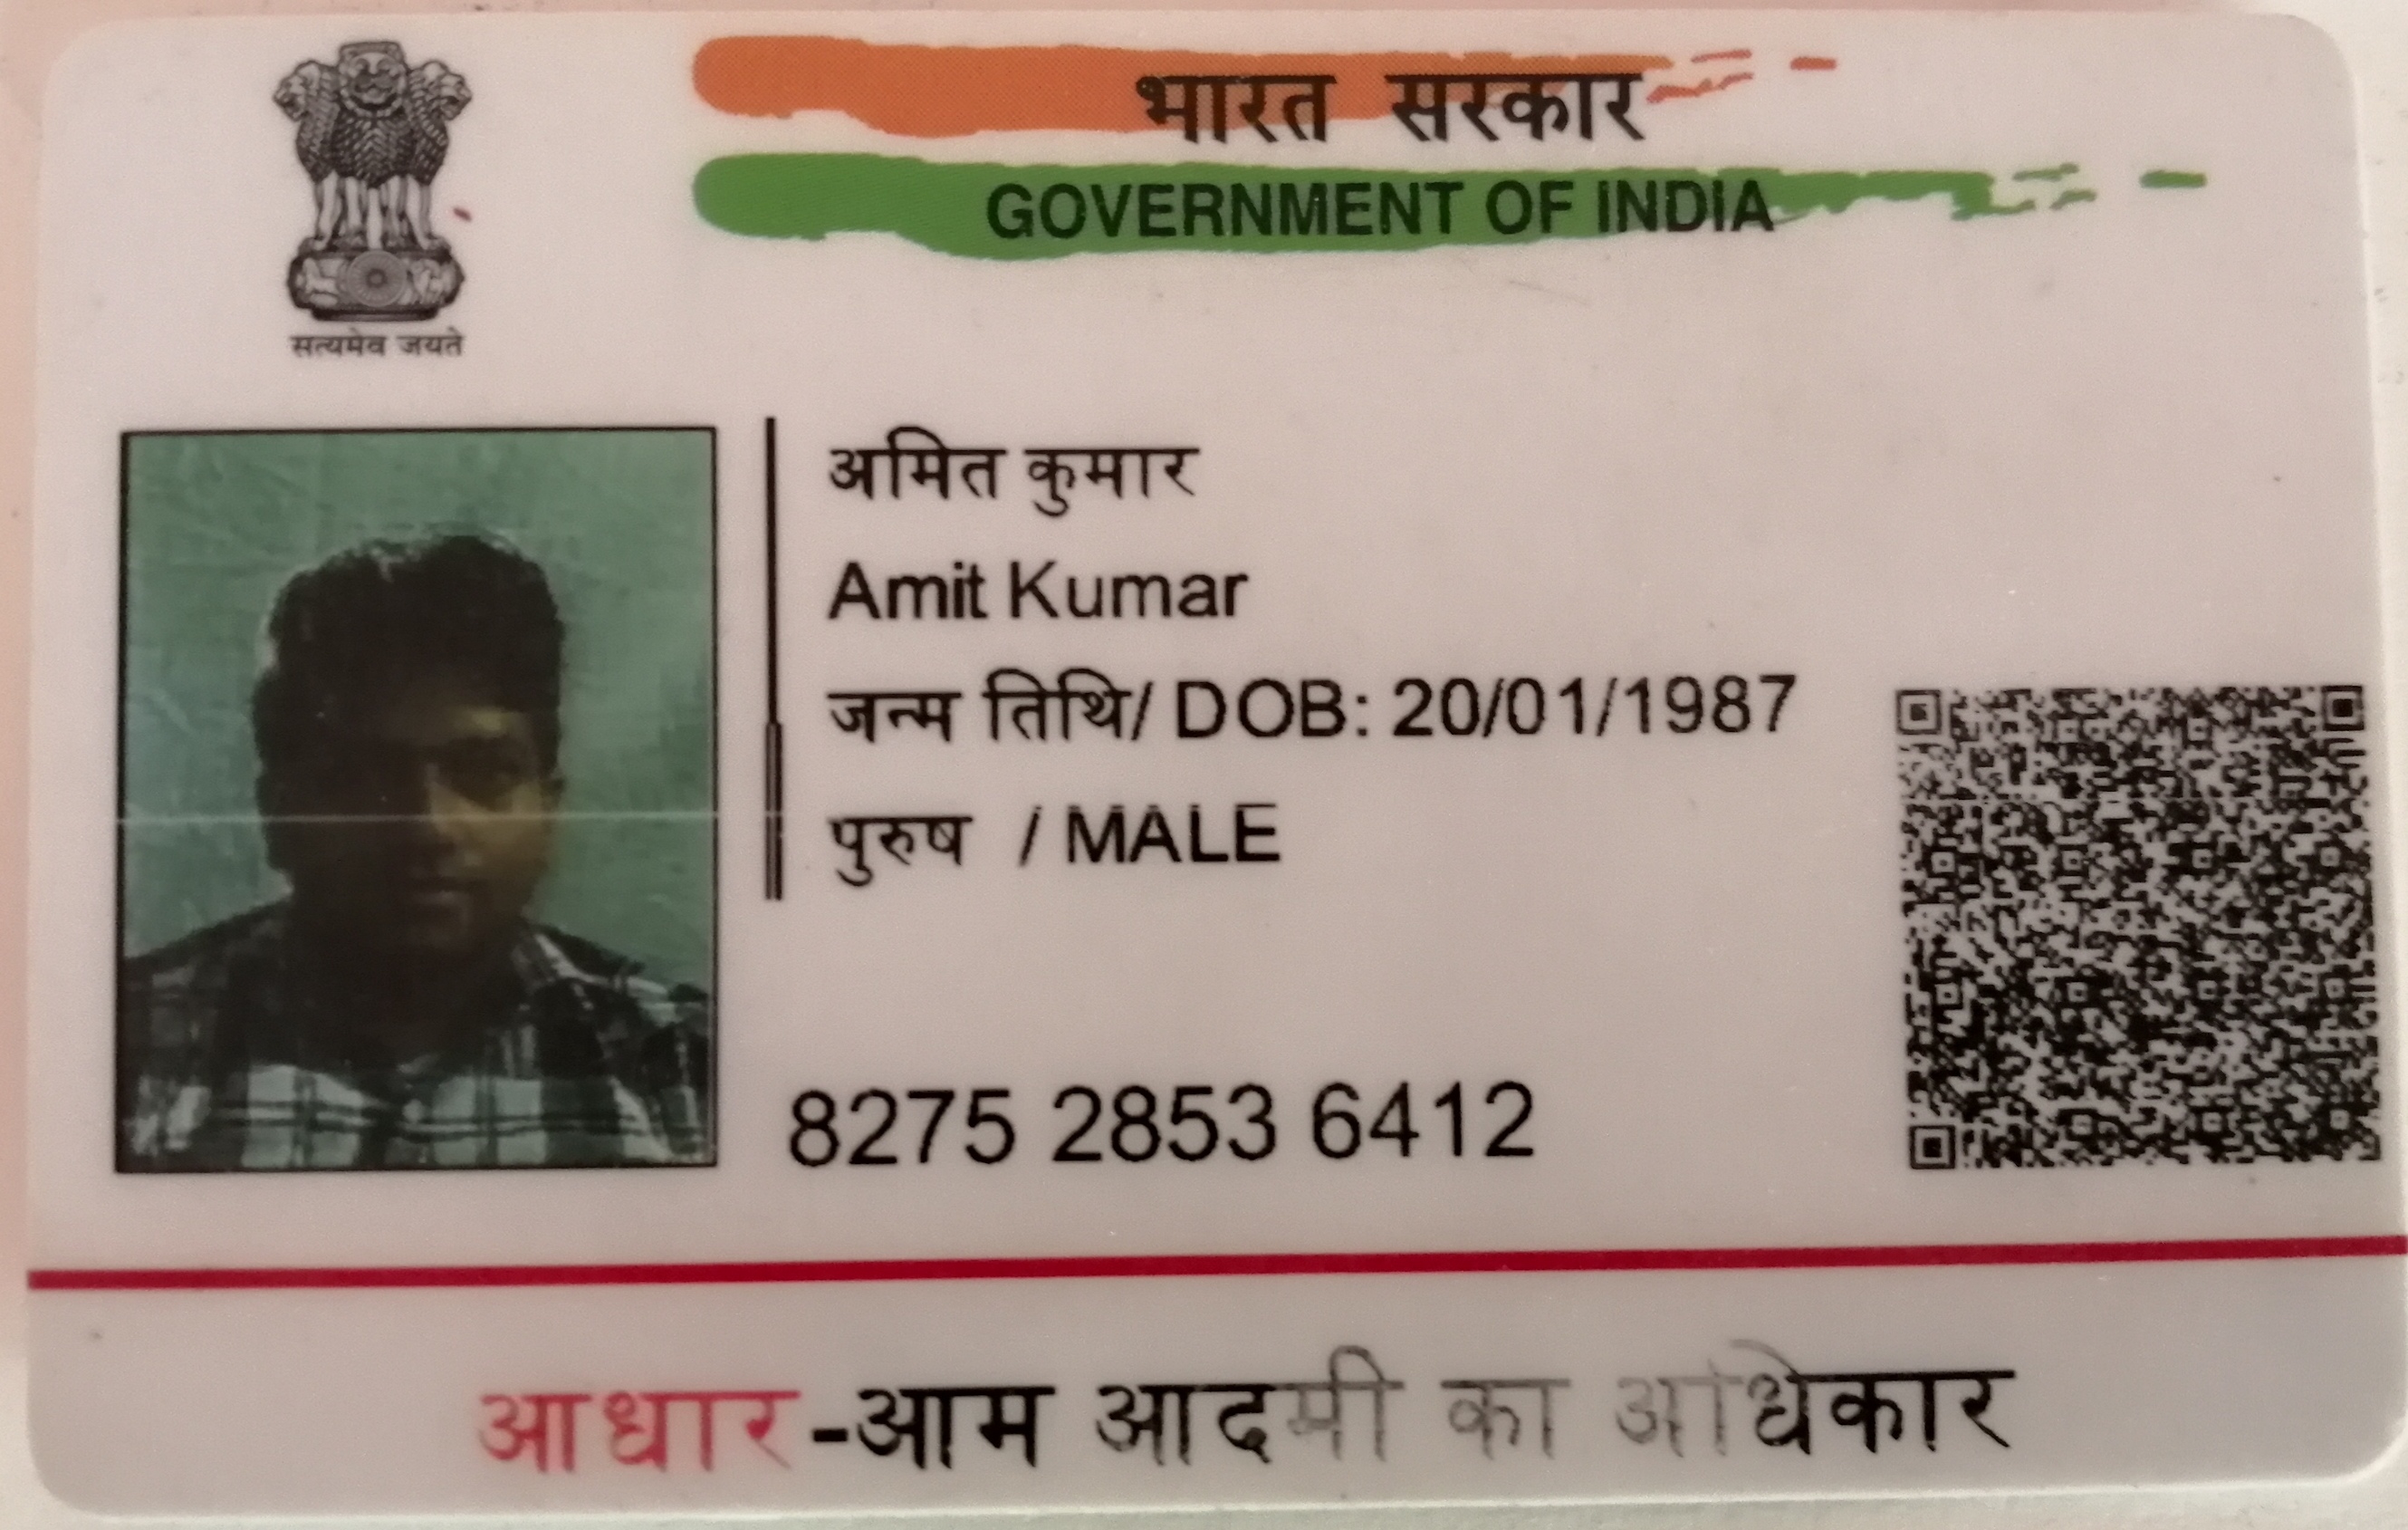 भारत सरकार
GOVERNMENT OF INDIA
सत्यमेव जयते
अमित कुमार
Amit Kumar
जन्म तिथि/ DOB: 20/01/1987
पुरुष / MALE
8275 2853 6412
आधार-आम आदमी का अधिकार